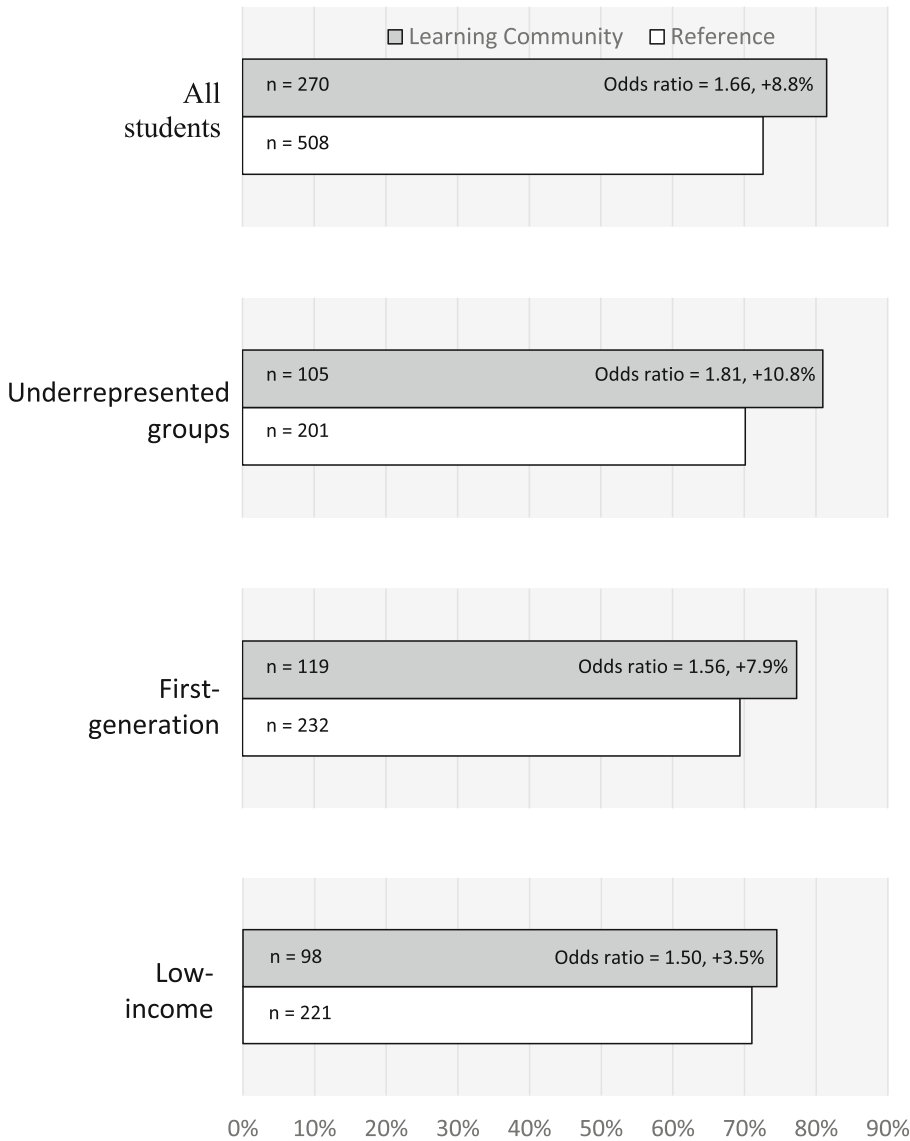 Learning Community Reference
All
students
n = 270 Odds ratio = 1.66, +8.8%
n = 508
Underrepresented
groups
n = 105 Odds ratio = 1.81, +10.8%
n = 201
First-
generation
n = 119 Odds ratio = 1.56, +7.9%
n = 232
Low-
income
n = 98 Odds ratio = 1.50, +3.5%
n = 221
0% 10% 20% 30% 40% 50% 60% 70% 80% 90%